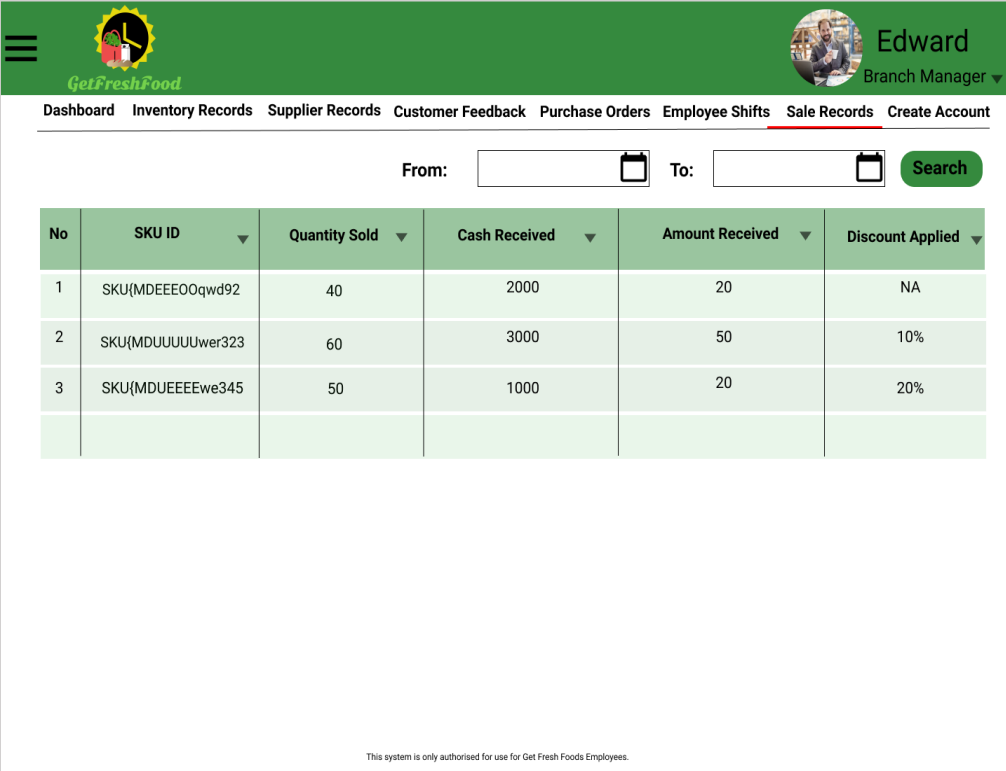 GetFreshFood
Edward
Branch Manager
Dashboard Inventory Records Supplier Records Customer Feedback Purchase Orders Employee Shifts Sale Records Create Account
From: To: Search
No SKU ID Quantity Sold Cash Received Amount Received Discount Applied
1 SKU{MDEEEOOqwd92 40 2000 20 NA
2 SKU{MDUUUUUwer323 60 3000 50 10%
3 SKU{MDUEEEEwe345 50 1000 20 20%
This system is only authorised for use for Get Fresh Foods Employees.